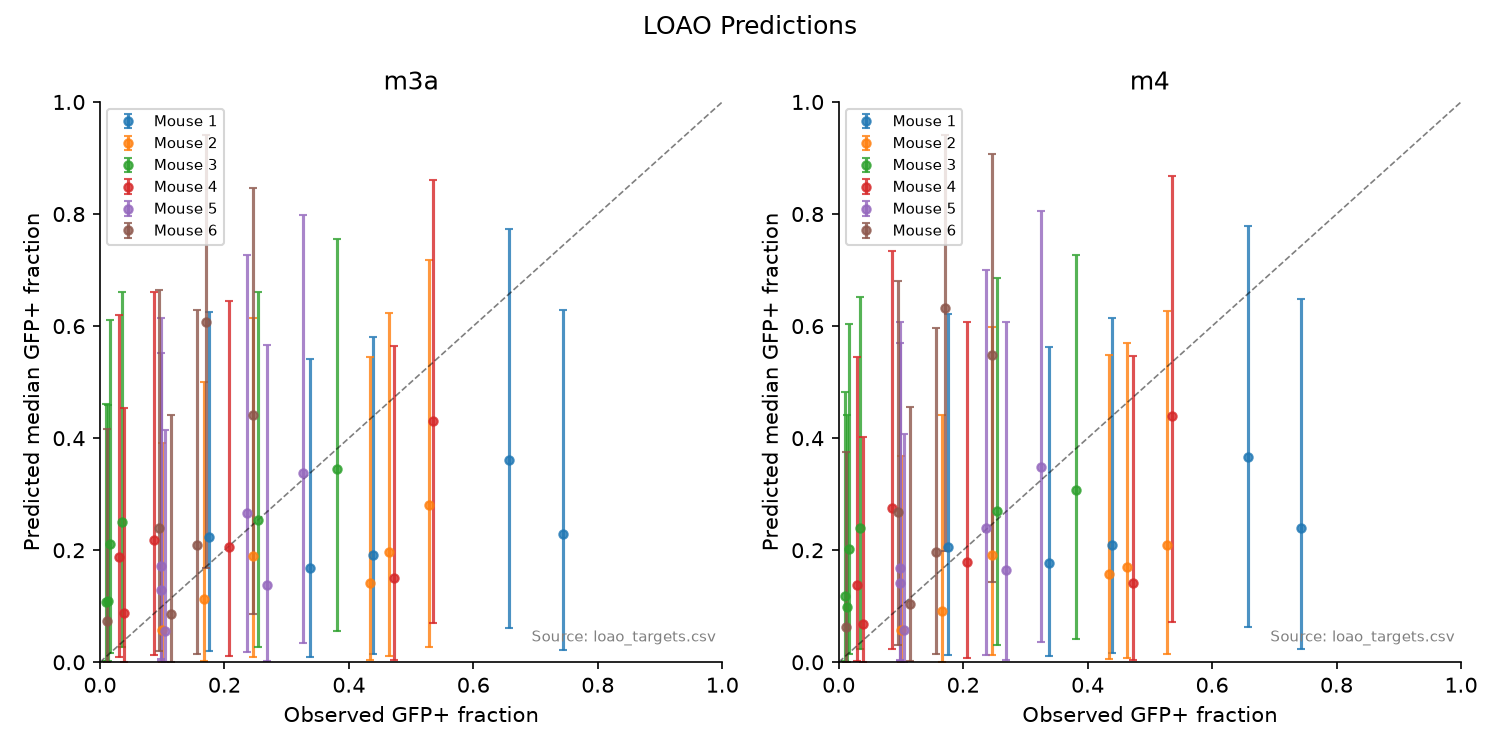 LOAO Predictions
m3a
Predicted median GFP+ fraction
1.0
0.8
0.6
0.4
0.2
0.0
Mouse 1
Mouse 2
Mouse 3
Mouse 4
Mouse 5
Mouse 6
Source: loao_targets.csv
0.0 0.2 0.4 0.6 0.8 1.0
Observed GFP+ fraction
m4
Predicted median GFP+ fraction
1.0
0.8
0.6
0.4
0.2
0.0
Mouse 1
Mouse 2
Mouse 3
Mouse 4
Mouse 5
Mouse 6
Source: loao_targets.csv
0.0 0.2 0.4 0.6 0.8 1.0
Observed GFP+ fraction